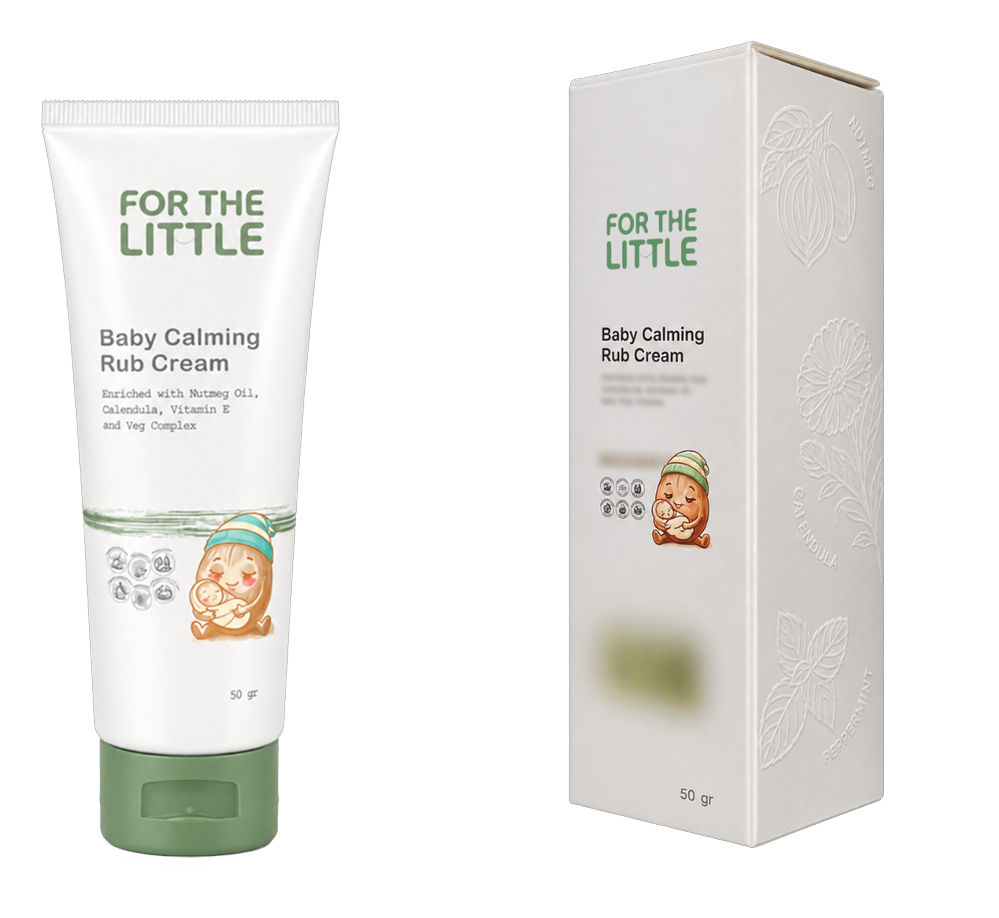 FOR THE
LITTLE
Baby Calming
Rub Cream
Enriched with Nutmeg Oil,
Calendula, Vitamin E
and Veg Complex
50 gr
FOR THE
LITTLE
Baby Calming
Rub Cream
50 gr
NUTMEG
CALENDULA
PEPPERMINT